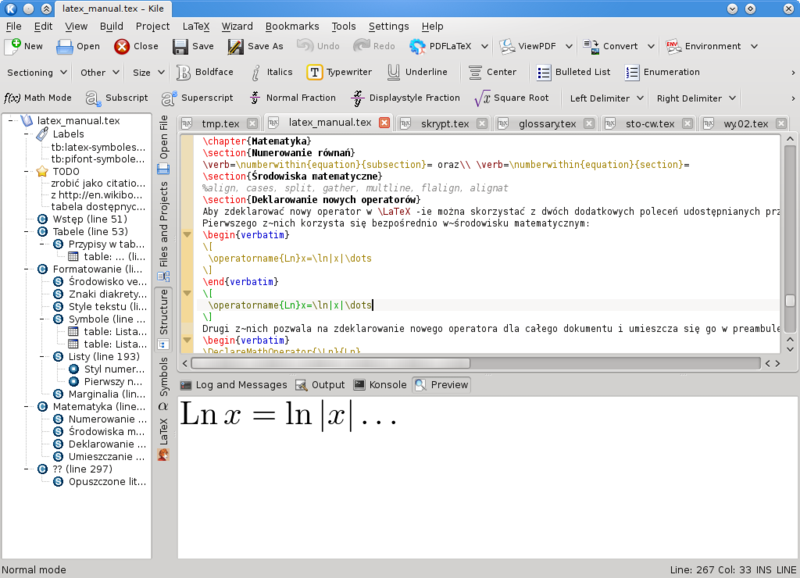 latex_manual.tex – Kile
File Edit View Build Project LaTeX Wizard Bookmarks Tools Settings Help
New Open Close Save Save As Undo Redo PDFLaTeX ViewPDF Convert Environment
Sectioning Other Size Boldface Italics Typewriter Underline Center Bulleted List Enumeration
f(x) Math Mode Subscript Superscript Normal Fraction Displaystyle Fraction Square Root Left Delimiter Right Delimiter
latex_manual.tex
Labels
tb:latex-symboles...
tb:pifont-symbole...
TODO
zrobić jako citatio...
z http://en.wikibo...
tabela dostępnyc...
Wstęp (line 51)
Tabele (line 53)
Przypisy w tab...
table: ... (li...
Formatowanie (li...
Środowisko ve...
Znaki diakrety...
Style tekstu (li...
Symbole (line...
table: Lista...
table: Lista...
Listy (line 193)
Styl numer...
Pierwszy n...
Marginalia (lin...
Matematyka (line...
Numerowanie ...
Środowiska m...
Deklarowanie ...
Umieszczanie ...
?? (line 297)
Opuszczone lit...
Open File
Files and Projects
Structure
Symbols
LaTeX
tmp.tex latex_manual.tex skrypt.tex glossary.tex sto-cw.tex wy.02.tex
\chapter{Matematyka}
\section{Numerowanie równań}
\verb=\numberwithin{equation}{subsection}= oraz\\ \verb=\numberwithin{equation}{section}=
\section{Środowiska matematyczne}
%align, cases, split, gather, multline, flalign, alignat
\section{Deklarowanie nowych operatorów}
Aby zdeklarować nowy operator w \LaTeX -ie można skorzystać z dwóch dodatkowych poleceń udostępnianych prz
Pierwszego z~nich korzysta się bezpośrednio w~środowisku matematycznym:
\begin{verbatim}
\[
\operatorname{Ln}x=\ln|x|\dots
\]
\end{verbatim}
\[
\operatorname{Ln}x=\ln|x|\dots
\]
Drugi z~nich pozwala na zdeklarowanie nowego operatora dla całego dokumentu i umieszcza się go w preambule
\begin{verbatim}
\DeclareMathOperator{\Ln}{Ln}
Log and Messages Output Konsole Preview
Ln x = ln |x| ...
Normal mode
Line: 267 Col: 33 INS LINE